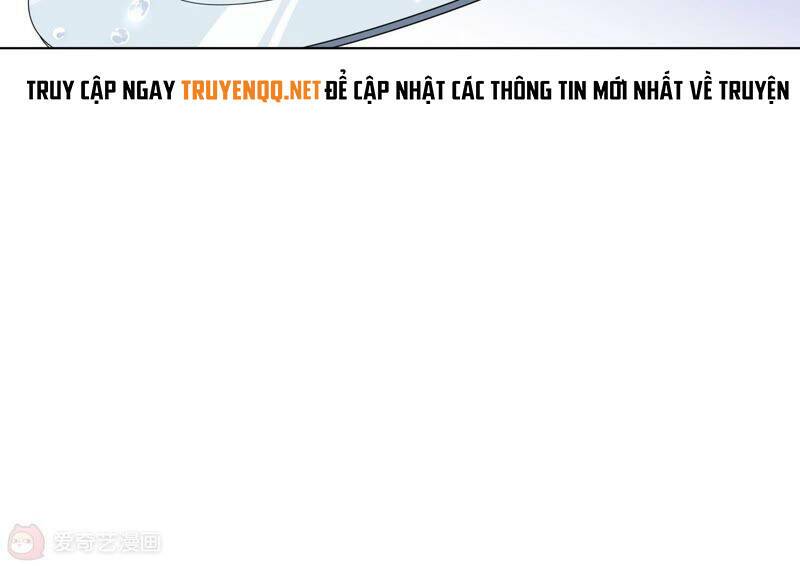 TRUY CẬP NGAY TRUYENQQ.NET ĐỂ CẬP NHẬT CÁC THÔNG TIN MỚI NHẤT VỀ TRUYỆN
爱奇艺漫画